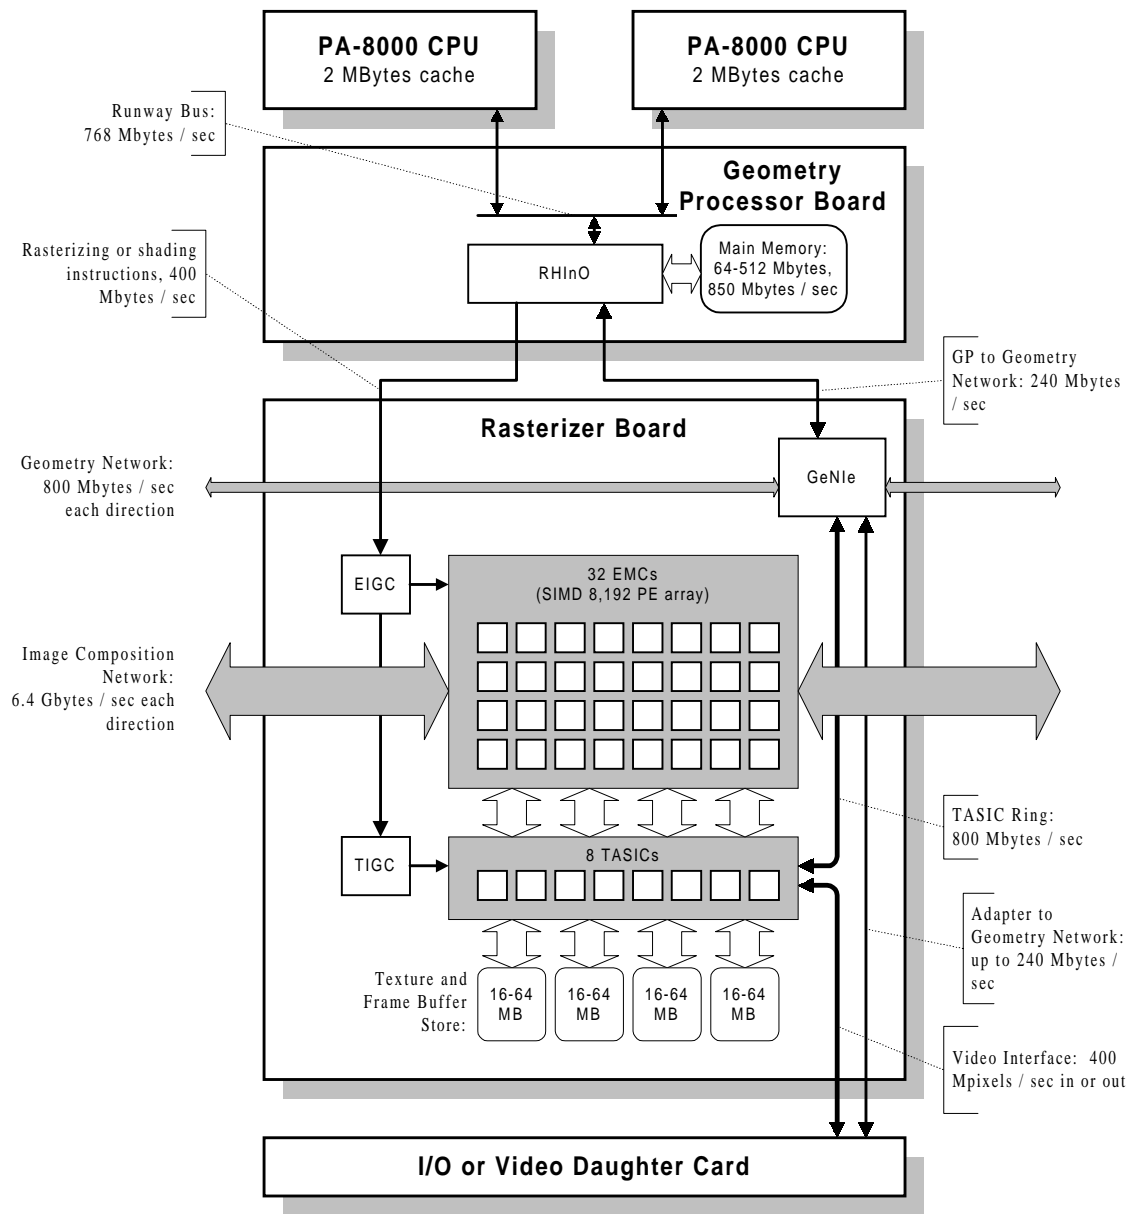 PA-8000 CPU
2 MBytes cache
PA-8000 CPU
2 MBytes cache
Runway Bus:
768 Mbytes / sec
Geometry
Processor Board
Rasterizing or shading
instructions, 400
Mbytes / sec
RHInO
Main Memory:
64-512 Mbytes,
850 Mbytes / sec
GP to Geometry
Network: 240 Mbytes
/ sec
Rasterizer Board
Geometry Network:
800 Mbytes / sec
each direction
GeNIe
EIGC
32 EMCs
(SIMD 8,192 PE array)
Image Composition
Network:
6.4 Gbytes / sec each
direction
TASIC Ring:
800 Mbytes / sec
TIGC
8 TASICs
Adapter to
Geometry Network:
up to 240 Mbytes /
sec
Texture and
Frame Buffer
Store:
16-64
MB
16-64
MB
16-64
MB
16-64
MB
Video Interface: 400
Mpixels / sec in or out
I/O or Video Daughter Card